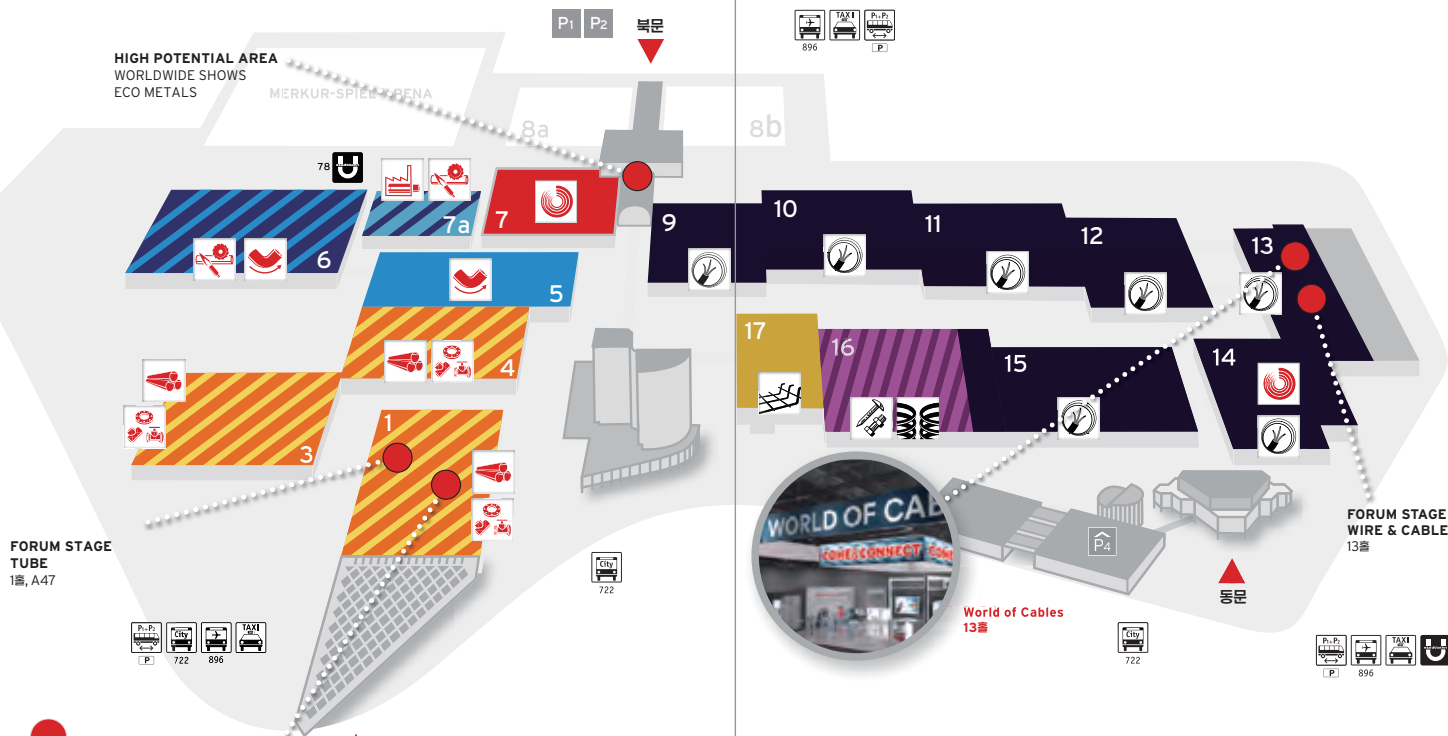 P1 P2
북문
896
TAXI
P1+P2
P
HIGH POTENTIAL AREA
WORLDWIDE SHOWS
ECO METALS
MERKUR-SPIEL-ARENA
8a
8b
78
6
7a
7
9
10
11
12
13
5
4
3
1
17
16
15
14
FORUM STAGE
TUBE
1홀, A47
WORLD OF CAB
COME&CONNECT COME
World of Cables
13홀
P4
동문
FORUM STAGE
WIRE & CABLE
13홀
City
722
P1+P2
P
City
722
896
TAXI
City
722
P1+P2
P
896
TAXI